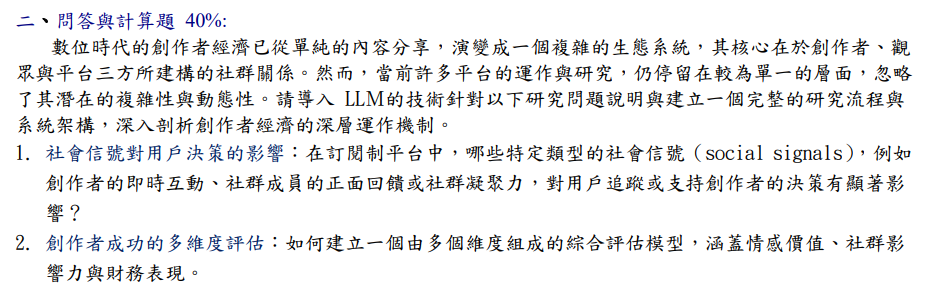 二、問答與計算題 40%:
數位時代的創作者經濟已從單純的內容分享，演變成一個複雜的生態系統，其核心在於創作者、觀
眾與平台三方所建構的社群關係。然而，當前許多平台的運作與研究，仍停留在較為單一的層面，忽略
了其潛在的複雜性與動態性。請導入 LLM的技術針對以下研究問題說明與建立一個完整的研究流程與
系統架構，深入剖析創作者經濟的深層運作機制。
1. 社會信號對用戶決策的影響：在訂閱制平台中，哪些特定類型的社會信號（social signals），例如
創作者的即時互動、社群成員的正面回饋或社群凝聚力，對用戶追蹤或支持創作者的決策有顯著影
響？
2. 創作者成功的多維度評估：如何建立一個由多個維度組成的綜合評估模型，涵蓋情感價值、社群影
響力與財務表現。